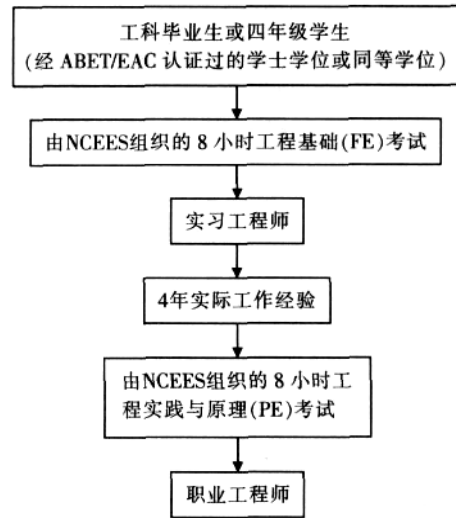 工科毕业生或四年级学生
(经 ABET/EAC 认证过的学士学位或同等学位)
由NCEES组织的 8 小时工程基础(FE)考试
实习工程师
4年实际工作经验
由NCEES组织的 8 小时工
程实践与原理(PE)考试
职业工程师